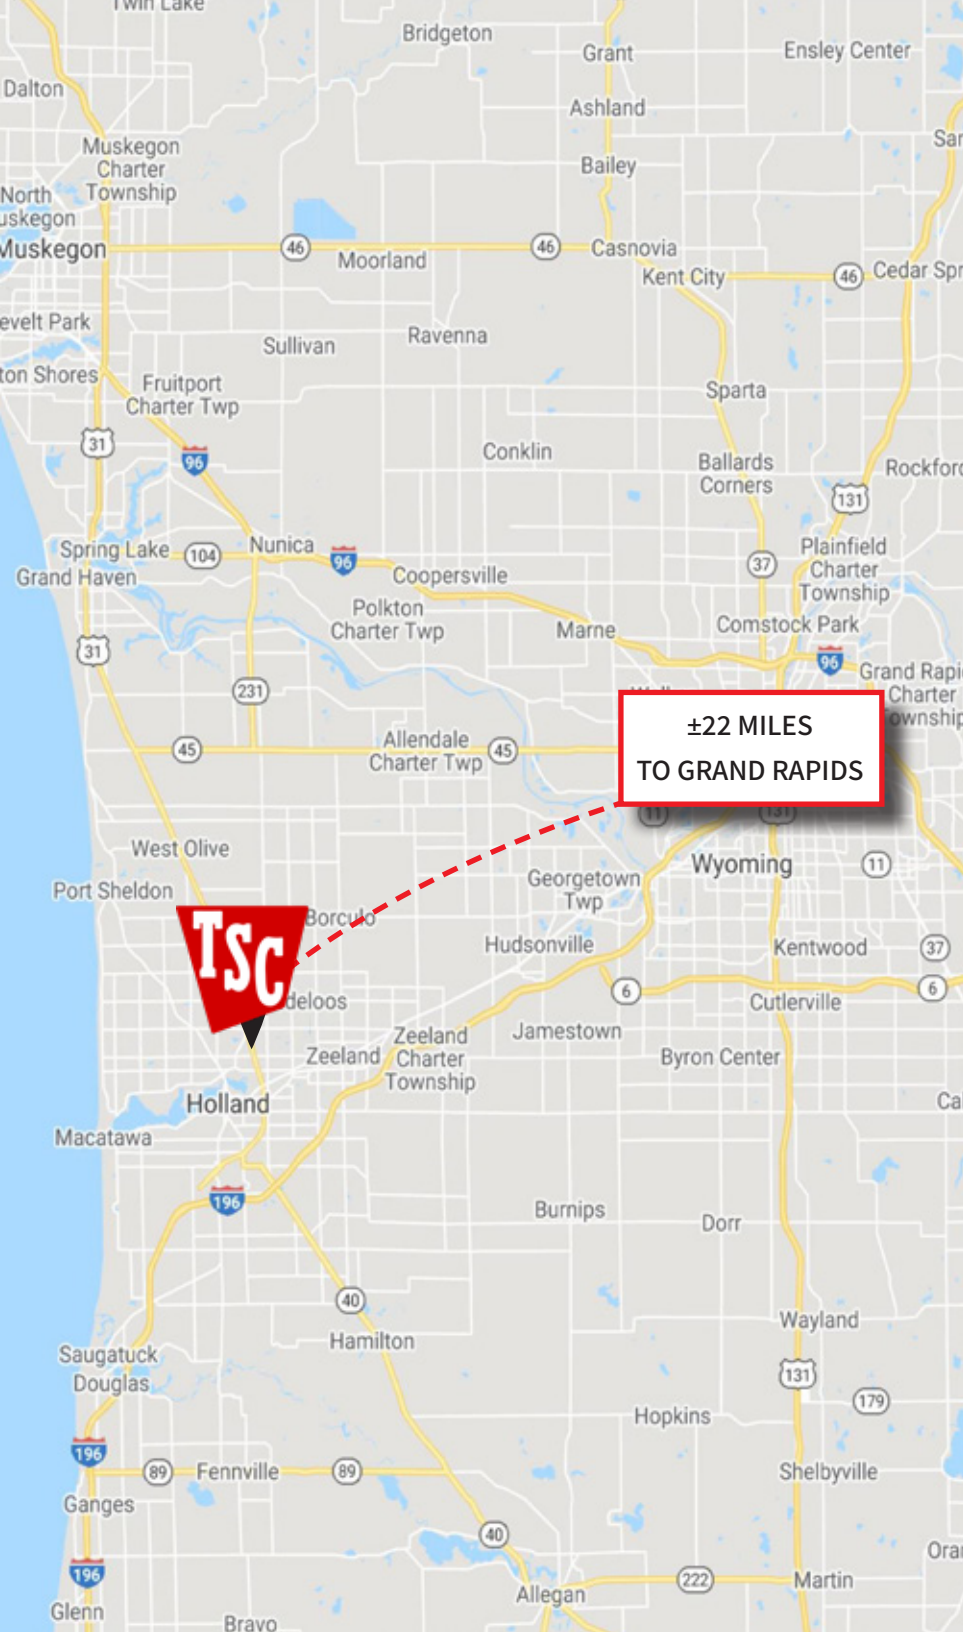 Twin Lake
Bridgeton
Grant
Ensley Center
Dalton
Ashland
Muskegon
Charter
Township
Bailey
North
uskegon
Muskegon
46
Moorland
46
Casnovia
Kent City
46
Cedar Spr
evelt Park
Sullivan
Ravenna
ton Shores
Fruitport
Charter Twp
Sparta
31
96
Conklin
Ballards
Corners
Rockford
131
Spring Lake
104
Nunica
96
Grand Haven
Coopersville
37
Plainfield
Charter
Township
Polkton
Charter Twp
Marne
Comstock Park
31
96
Grand Rapi
Charter
ownship
231
±22 MILES
TO GRAND RAPIDS
45
Allendale
Charter Twp
45
11
131
West Olive
Wyoming
11
Port Sheldon
Georgetown
Twp
Borculo
TSC
Hudsonville
Kentwood
37
deloos
6
6
Cutlerville
Zeeland
Zeeland
Charter
Township
Jamestown
Byron Center
Holland
Ca
Macatawa
196
Burnips
Dorr
40
Hamilton
Wayland
Saugatuck
Douglas
131
179
Hopkins
196
89
Fennville
89
Shelbyville
Ganges
40
Ora
196
Allegan
222
Martin
Glenn
Bravo